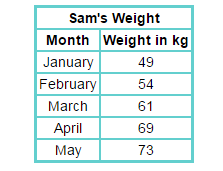 Sam's Weight
Month Weight in kg
January 49
February 54
March 61
April 69
May 73